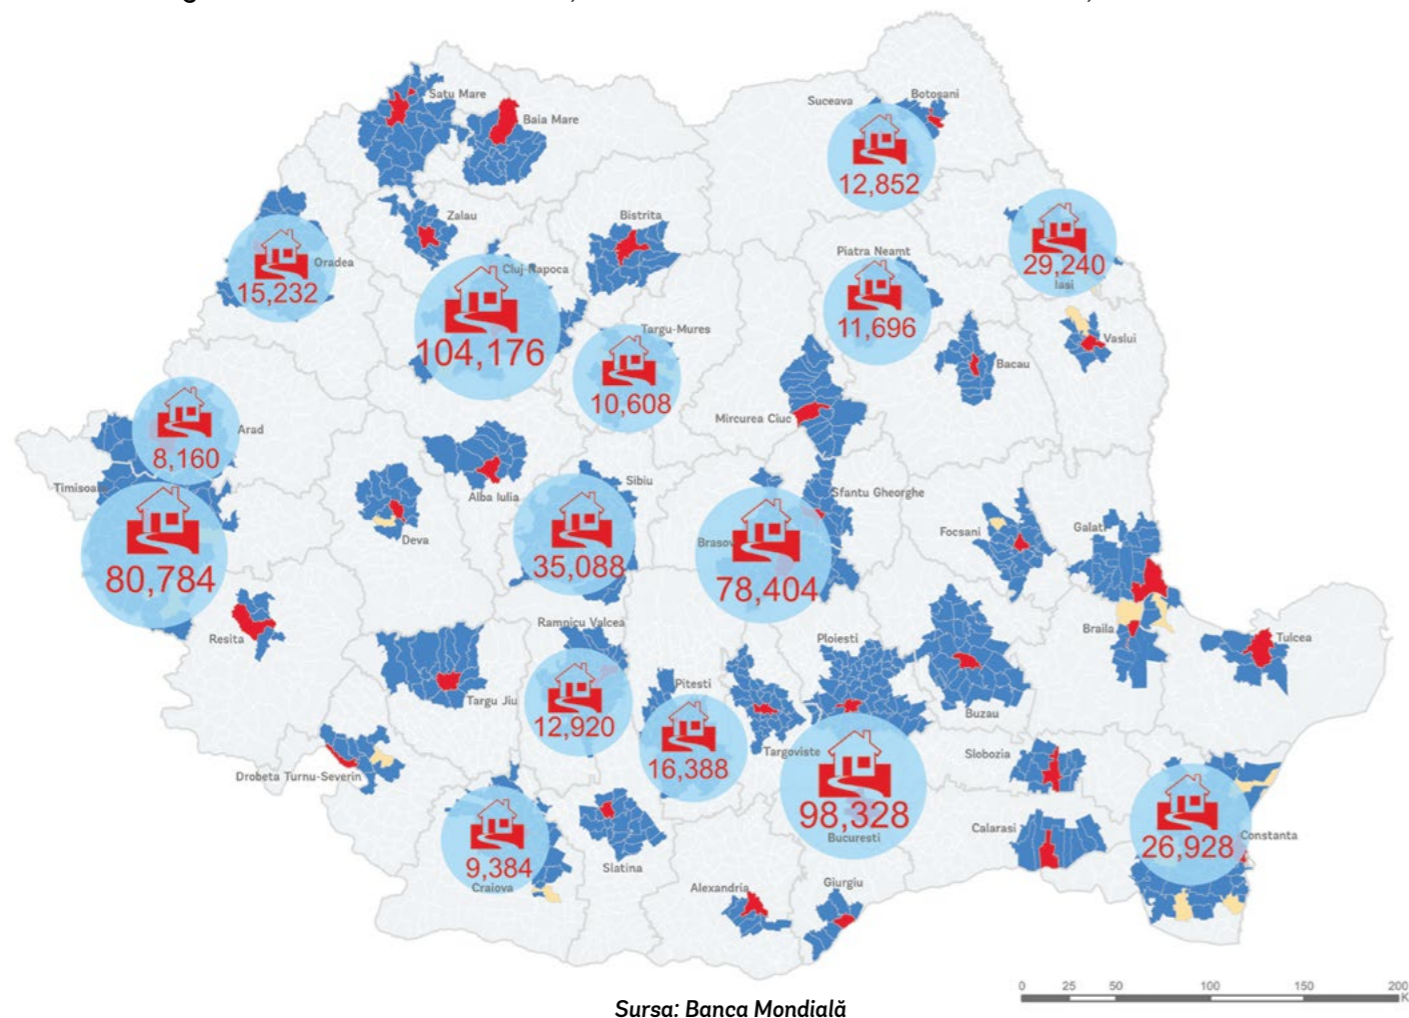 Satu Mare
Baia Mare
Suceava
Botoșani
12,852
Zalau
Bistrita
Oradea
15,232
Cluj-Napoca
104,176
Piatra Neamt
11,696
29,240
Iasi
Targu-Mures
10,608
Bacau
Vaslui
Mircurea Ciuc
Arad
8,160
Timisoa
80,784
Alba Iulia
Deva
Sibiu
35,088
Brasov
78,404
Sfantu Gheorghe
Focsani
Galati
Braila
Tulcea
Resita
Targu Jiu
Ramnicu Valcea
12,920
Pitesti
16,388
Targoviste
Ploiesti
Buzau
98,328
Bucuresti
Slobozia
Calarasi
26,928
Constanta
Drobeta Turnu-Severin
9,384
Craiova
Slatina
Alexandria
Giurgiu
0 25 50 100 150 200
K
Sursa: Banca Mondială